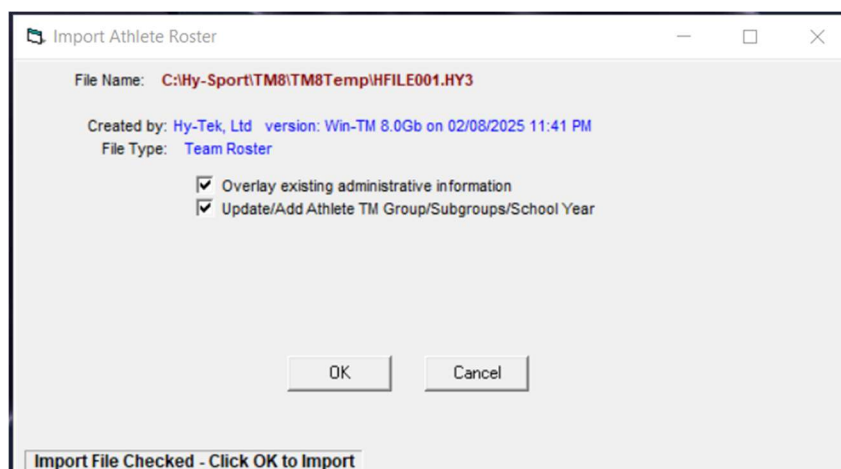 Import Athlete Roster
File Name: C:\Hy-Sport\TM8\TM8Temp\HFILE001.HY3
Created by: Hy-Tek, Ltd version: Win-TM 8.0Gb on 02/08/2025 11:41 PM
File Type: Team Roster
Overlay existing administrative information
Update/Add Athlete TM Group/Subgroups/School Year
OK Cancel
Import File Checked - Click OK to Import